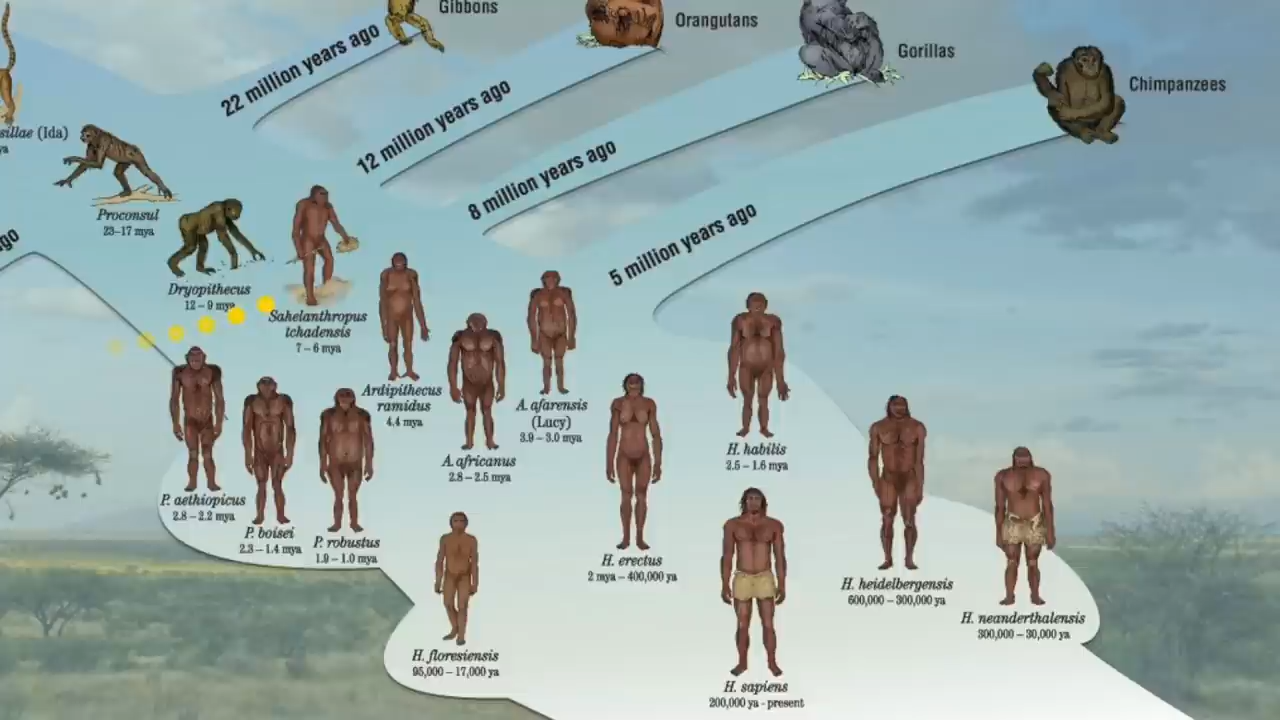 Gibbons
Orangutans
Gorillas
Chimpanzees
22 million years ago
12 million years ago
8 million years ago
5 million years ago
(Ida)
Proconsul
23–17 mya
Dryopithecus
12 – 9 mya
Sahelanthropus
tchadensis
7 – 6 mya
Ardipithecus
ramidus
4.4 mya
A. africanus
2.8 – 2.5 mya
A. afarensis
(Lucy)
3.9 – 3.0 mya
H. habilis
2.5 – 1.6 mya
P. aethiopicus
2.8 – 2.2 mya
P. boisei
2.3 – 1.4 mya
P. robustus
1.9 – 1.0 mya
H. erectus
2 mya – 400,000 ya
H. heidelbergensis
600,000 – 300,000 ya
H. neanderthalensis
300,000 – 30,000 ya
H. floresiensis
95,000 – 17,000 ya
H. sapiens
200,000 ya - present